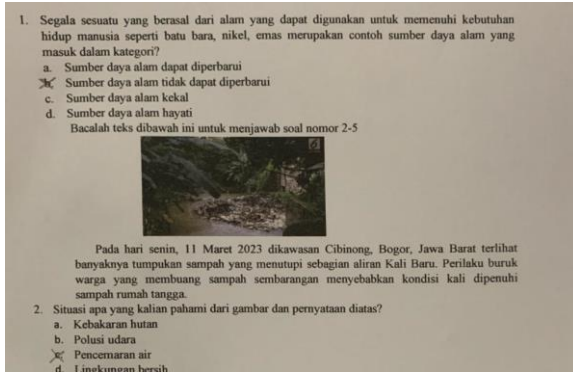 1. Segala sesuatu yang berasal dari alam yang dapat digunakan untuk memenuhi kebutuhan
hidup manusia seperti batu bara, nikel, emas merupakan contoh sumber daya alam yang
masuk dalam kategori?
a. Sumber daya alam dapat diperbarui
b. Sumber daya alam tidak dapat diperbarui
c. Sumber daya alam kekal
d. Sumber daya alam hayati
Bacalah teks dibawah ini untuk menjawab soal nomor 2-5
Pada hari senin, 11 Maret 2023 dikawasan Cibinong, Bogor, Jawa Barat terlihat
banyaknya tumpukan sampah yang menutupi sebagian aliran Kali Baru. Perilaku buruk
warga yang membuang sampah sembarangan menyebabkan kondisi kali dipenuhi
sampah rumah tangga.
2. Situasi apa yang kalian pahami dari gambar dan pernyataan diatas?
a. Kebakaran hutan
b. Polusi udara
c. Pencemaran air
d. Lingkungan bersih